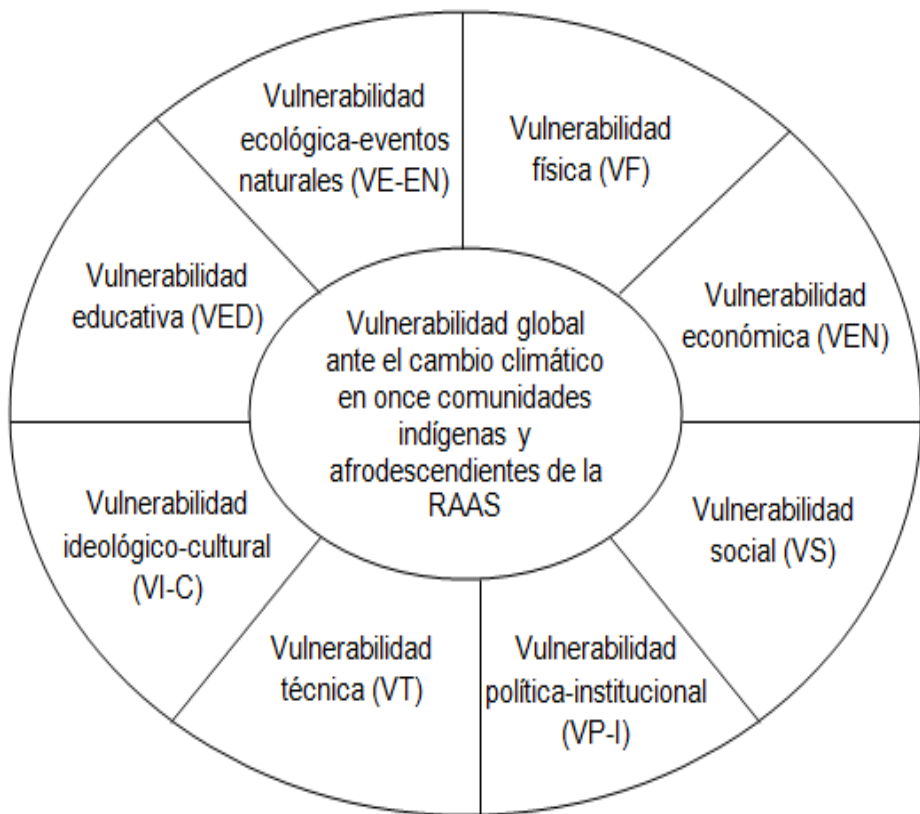 Vulnerabilidad
ecológica-eventos
naturales (VE-EN)
Vulnerabilidad
física (VF)
Vulnerabilidad
económica (VEN)
Vulnerabilidad
social (VS)
Vulnerabilidad
política-institucional
(VP-I)
Vulnerabilidad
técnica (VT)
Vulnerabilidad
ideológico-cultural
(VI-C)
Vulnerabilidad
educativa (VED)
Vulnerabilidad global
ante el cambio climático
en once comunidades
indígenas y
afrodescendientes de la
RAAS